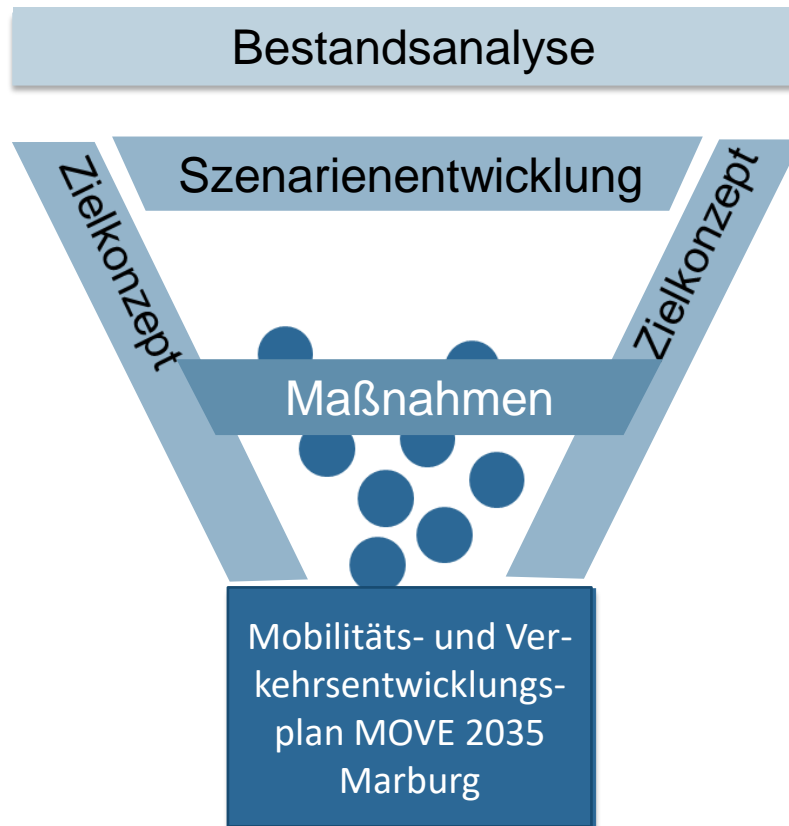 Bestandsanalyse
Szenarienentwicklung
Zielkonzept
Zielkonzept
Maßnahmen
Mobilitäts- und Ver-
kehrsentwicklungs-
plan MOVE 2035
Marburg